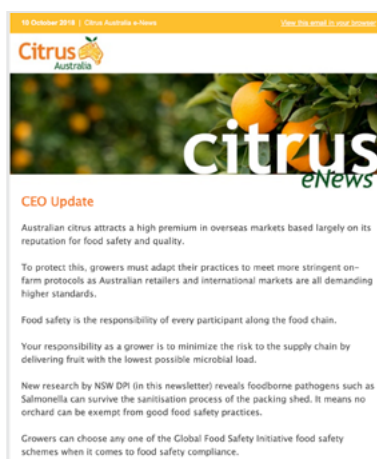 10 October 2018 | Citrus Australia e-News View this email in your browser
Citrus
Australia
citrus
eNews
CEO Update
Australian citrus attracts a high premium in overseas markets based largely on its
reputation for food safety and quality.
To protect this, growers must adapt their practices to meet more stringent on-
farm protocols as Australian retailers and international markets are all demanding
higher standards.
Food safety is the responsibility of every participant along the food chain.
Your responsibility as a grower is to minimize the risk to the supply chain by
delivering fruit with the lowest possible microbial load.
New research by NSW DPI (in this newsletter) reveals foodborne pathogens such as
Salmonella can survive the sanitisation process of the packing shed. It means no
orchard can be exempt from good food safety practices.
Growers can choose any one of the Global Food Safety Initiative food safety
schemes when it comes to food safety compliance.